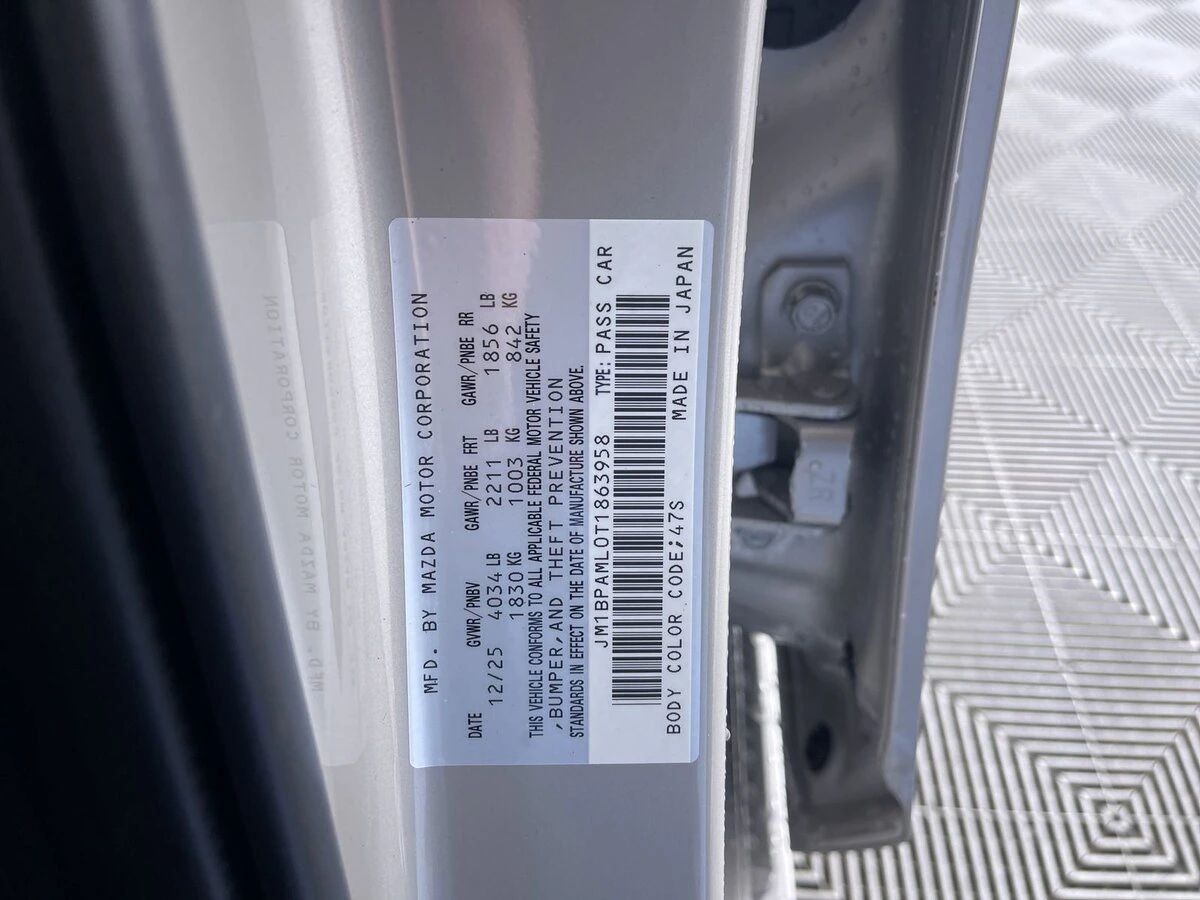 MFD. BY MAZDA MOTOR CORPORATION
DATE GVWR/PNBV GAWR/PNBE FRT GAWR/PNBE RR
12/25 4034 LB 2211 LB 1856 LB
1830 KG 1003 KG 842 KG
THIS VEHICLE CONFORMS TO ALL APPLICABLE FEDERAL MOTOR VEHICLE SAFETY
,BUMPER,AND THEFT PREVENTION
STANDARDS IN EFFECT ON THE DATE OF MANUFACTURE SHOWN ABOVE.
JM1BPAML0T1863958 TYPE: PASS CAR
BODY COLOR CODE;47S MADE IN JAPAN